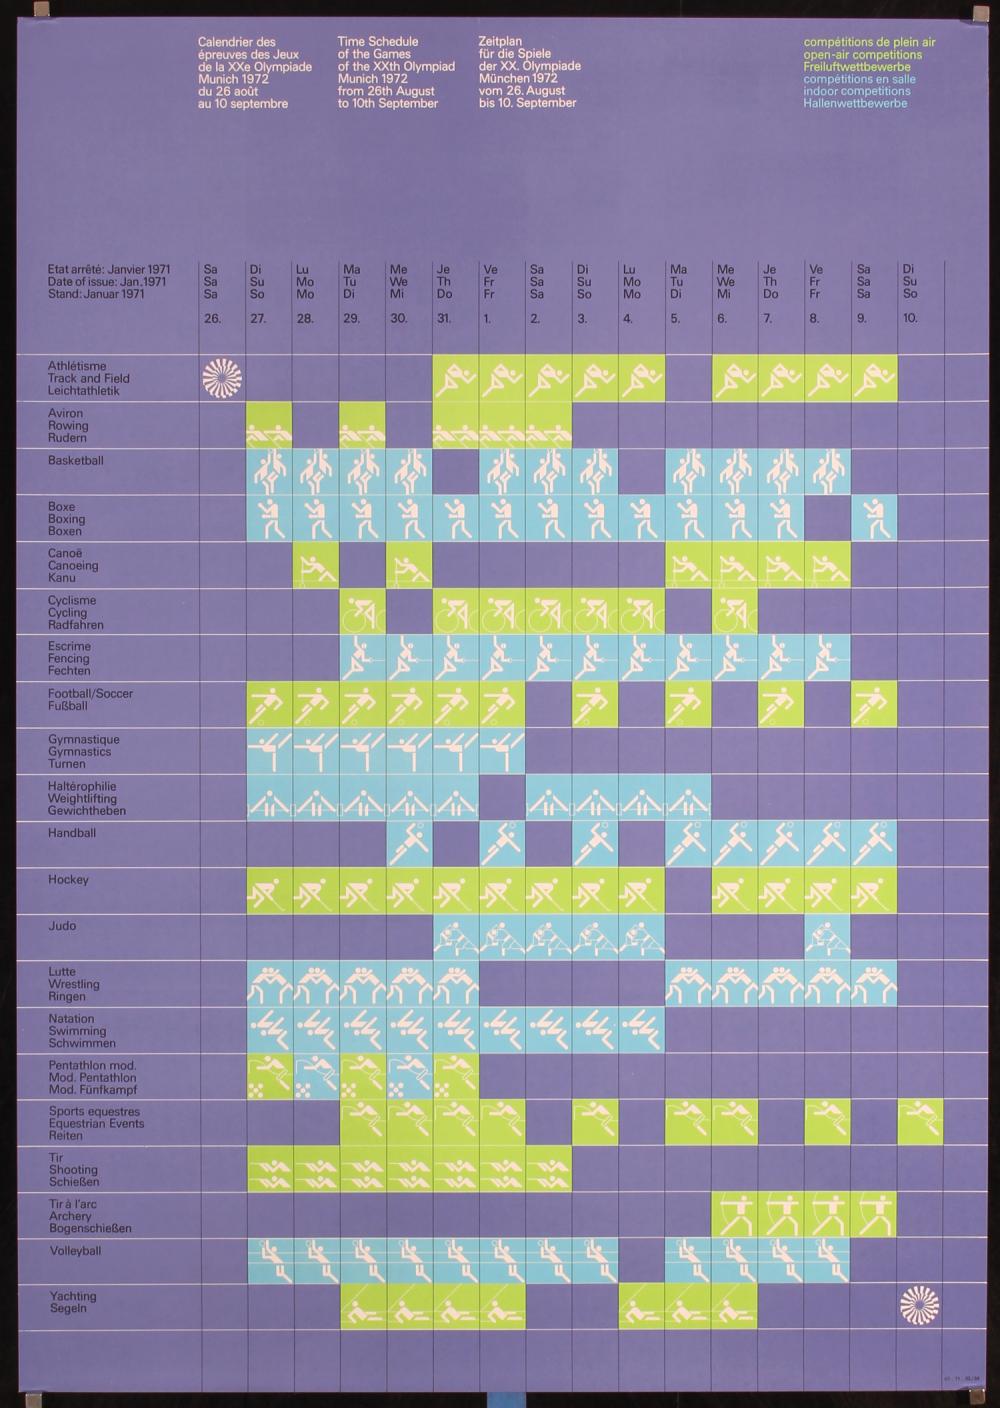 Calendrier des
épreuves des Jeux
de la XXe Olympiade
Munich 1972
du 26 août
au 10 septembre
Time Schedule
of the Games
of the XXth Olympiad
Munich 1972
from 26th August
to 10th September
Zeitplan
für die Spiele
der XX. Olympiade
München 1972
vom 26. August
bis 10. September
compétitions de plein air
open-air competitions
Freiluftwettbewerbe
compétitions en salle
indoor competitions
Hallenwettbewerbe
Etat arrêté: Janvier 1971 Sa Di Lu Ma Me Je Ve Sa Di Lu Ma Me Je Ve Sa Di
Date of issue: Jan.1971 Sa Su Mo Tu We Th Fr Sa Su Mo Tu We Th Fr Sa Su
Stand: Januar 1971 Sa So Mo Di Mi Do Fr Sa So Mo Di Mi Do Fr Sa So
26. 27. 28. 29. 30. 31. 1. 2. 3. 4. 5. 6. 7. 8. 9. 10.
Athlétisme
Track and Field
Leichtathletik
Aviron
Rowing
Rudern
Basketball
Boxe
Boxing
Boxen
Canoë
Canoeing
Kanu
Cyclisme
Cycling
Radfahren
Escrime
Fencing
Fechten
Football/Soccer
Fußball
Gymnastique
Gymnastics
Turnen
Haltérophilie
Weightlifting
Gewichtheben
Handball
Hockey
Judo
Lutte
Wrestling
Ringen
Natation
Swimming
Schwimmen
Pentathlon mod.
Mod. Pentathlon
Mod. Fünfkampf
Sports equestres
Equestrian Events
Reiten
Tir
Shooting
Schießen
Tir à l'arc
Archery
Bogenschießen
Volleyball
Yachting
Segeln